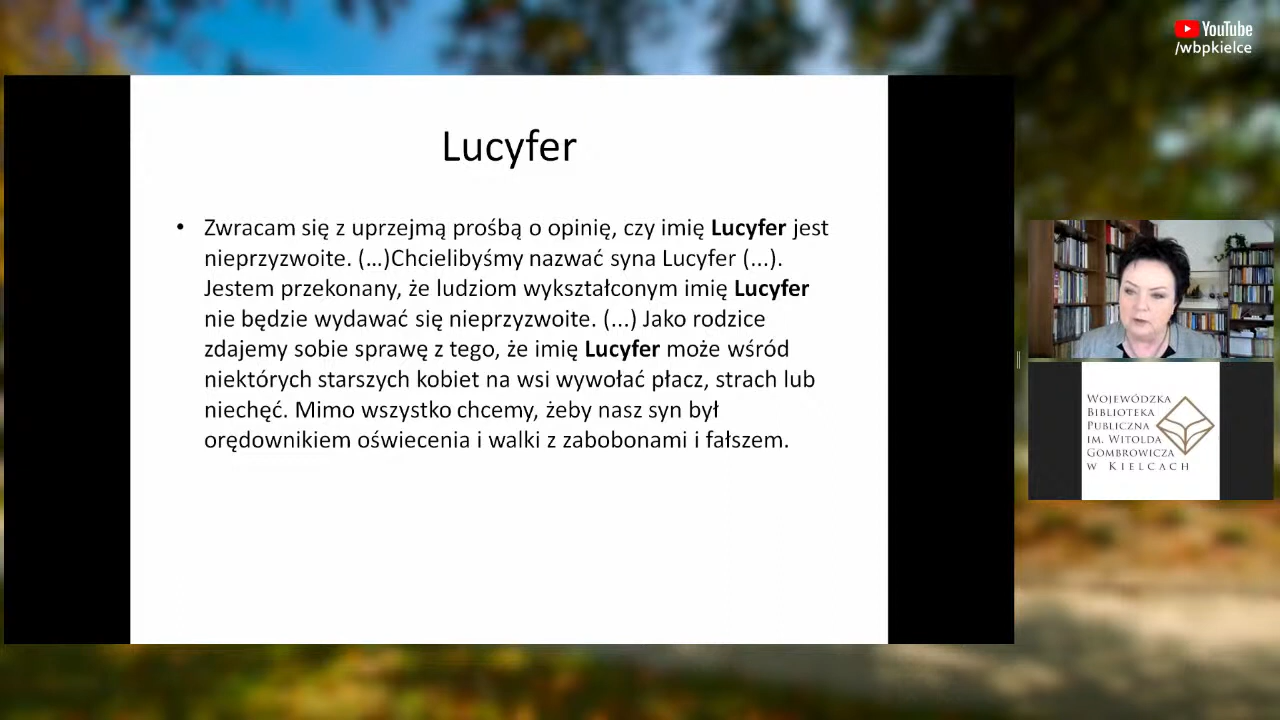 YouTube
/wbpkielce
Lucyfer
• Zwracam się z uprzejmą prośbą o opinię, czy imię Lucyfer jest
nieprzyzwoite. (…)Chcielibyśmy nazwać syna Lucyfer (...).
Jestem przekonany, że ludziom wykształconym imię Lucyfer
nie będzie wydawać się nieprzyzwoite. (...) Jako rodzice
zdajemy sobie sprawę z tego, że imię Lucyfer może wśród
niektórych starszych kobiet na wsi wywołać płacz, strach lub
niechęć. Mimo wszystko chcemy, żeby nasz syn był
orędownikiem oświecenia i walki z zabobonami i fałszem.
WOJEWÓDZKA
BIBLIOTEKA
PUBLICZNA
IM. WITOLDA
GOMBROWICZA
W KIELCACH